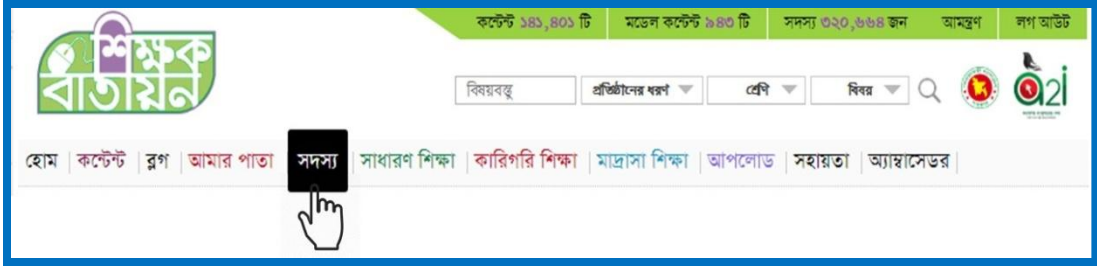 কন্টেন্ট ১৪১,৪০১ টি মডেল কন্টেন্ট ৯৪৩ টি সদস্য ৩২০,৬৬৪ জন আমন্ত্রণ লগ আউট
শিক্ষক
বাতায়ন
বিষয়বস্তু প্রতিষ্ঠানের ধরণ শ্রেণি বিষয় a2i
হোম কন্টেন্ট ব্লগ আমার পাতা সদস্য সাধারণ শিক্ষা কারিগরি শিক্ষা মাদ্রাসা শিক্ষা আপলোড সহায়তা অ্যাম্বাসেডর